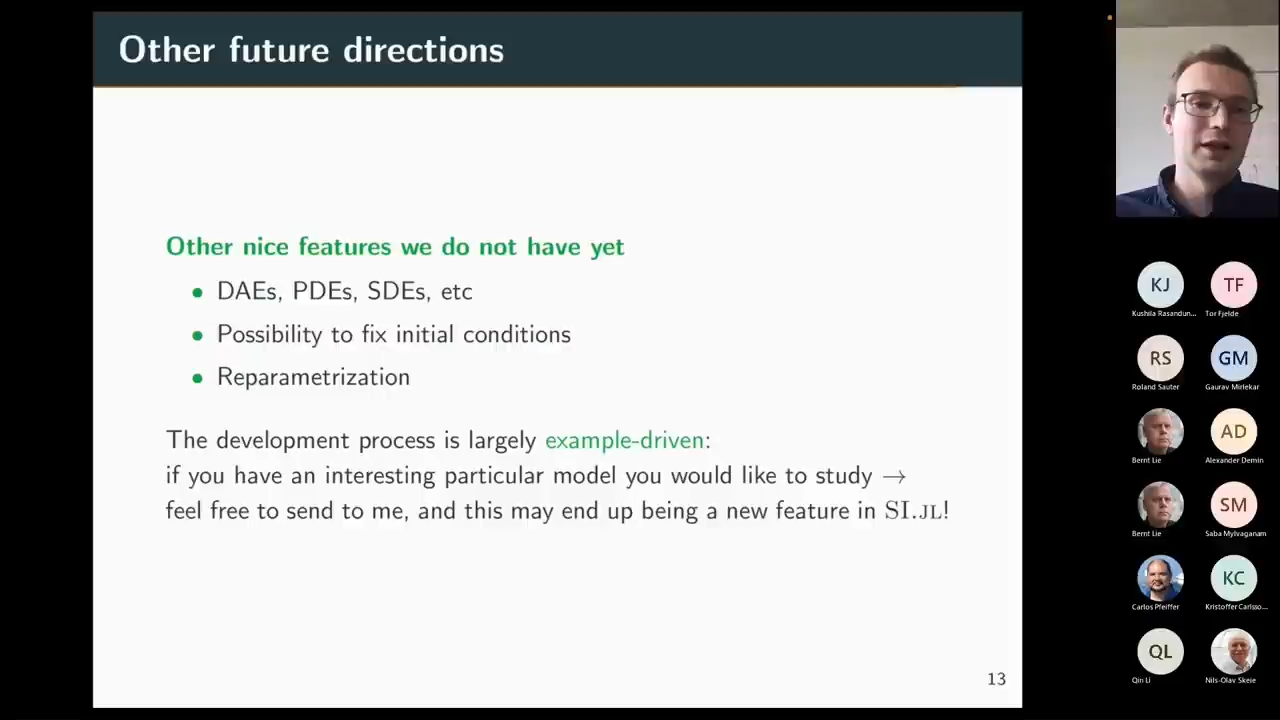 Other future directions
Other nice features we do not have yet
DAEs, PDEs, SDEs, etc
Possibility to fix initial conditions
Reparametrization
The development process is largely example-driven:
if you have an interesting particular model you would like to study →
feel free to send to me, and this may end up being a new feature in SI.JL!
13
KJ
TF
Kushila Rasandun...
Tor Fjelde
RS
GM
Roland Sauter
Gaurav Mirlekar
AD
Bernt Lie
Alexander Demin
SM
Bernt Lie
Saba Mylvaganam
KC
Carlos Pfeiffer
Kristoffer Carlsso...
QL
Qin Li
Nils-Olav Skeie